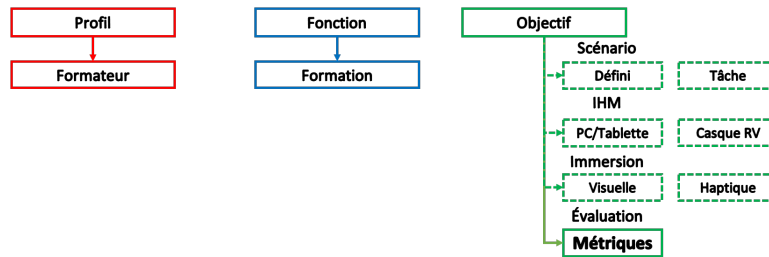 Profil
Formateur
Fonction
Formation
Objectif
Scénario
Défini Tâche
IHM
PC/Tablette Casque RV
Immersion
Visuelle Haptique
Évaluation
Métriques